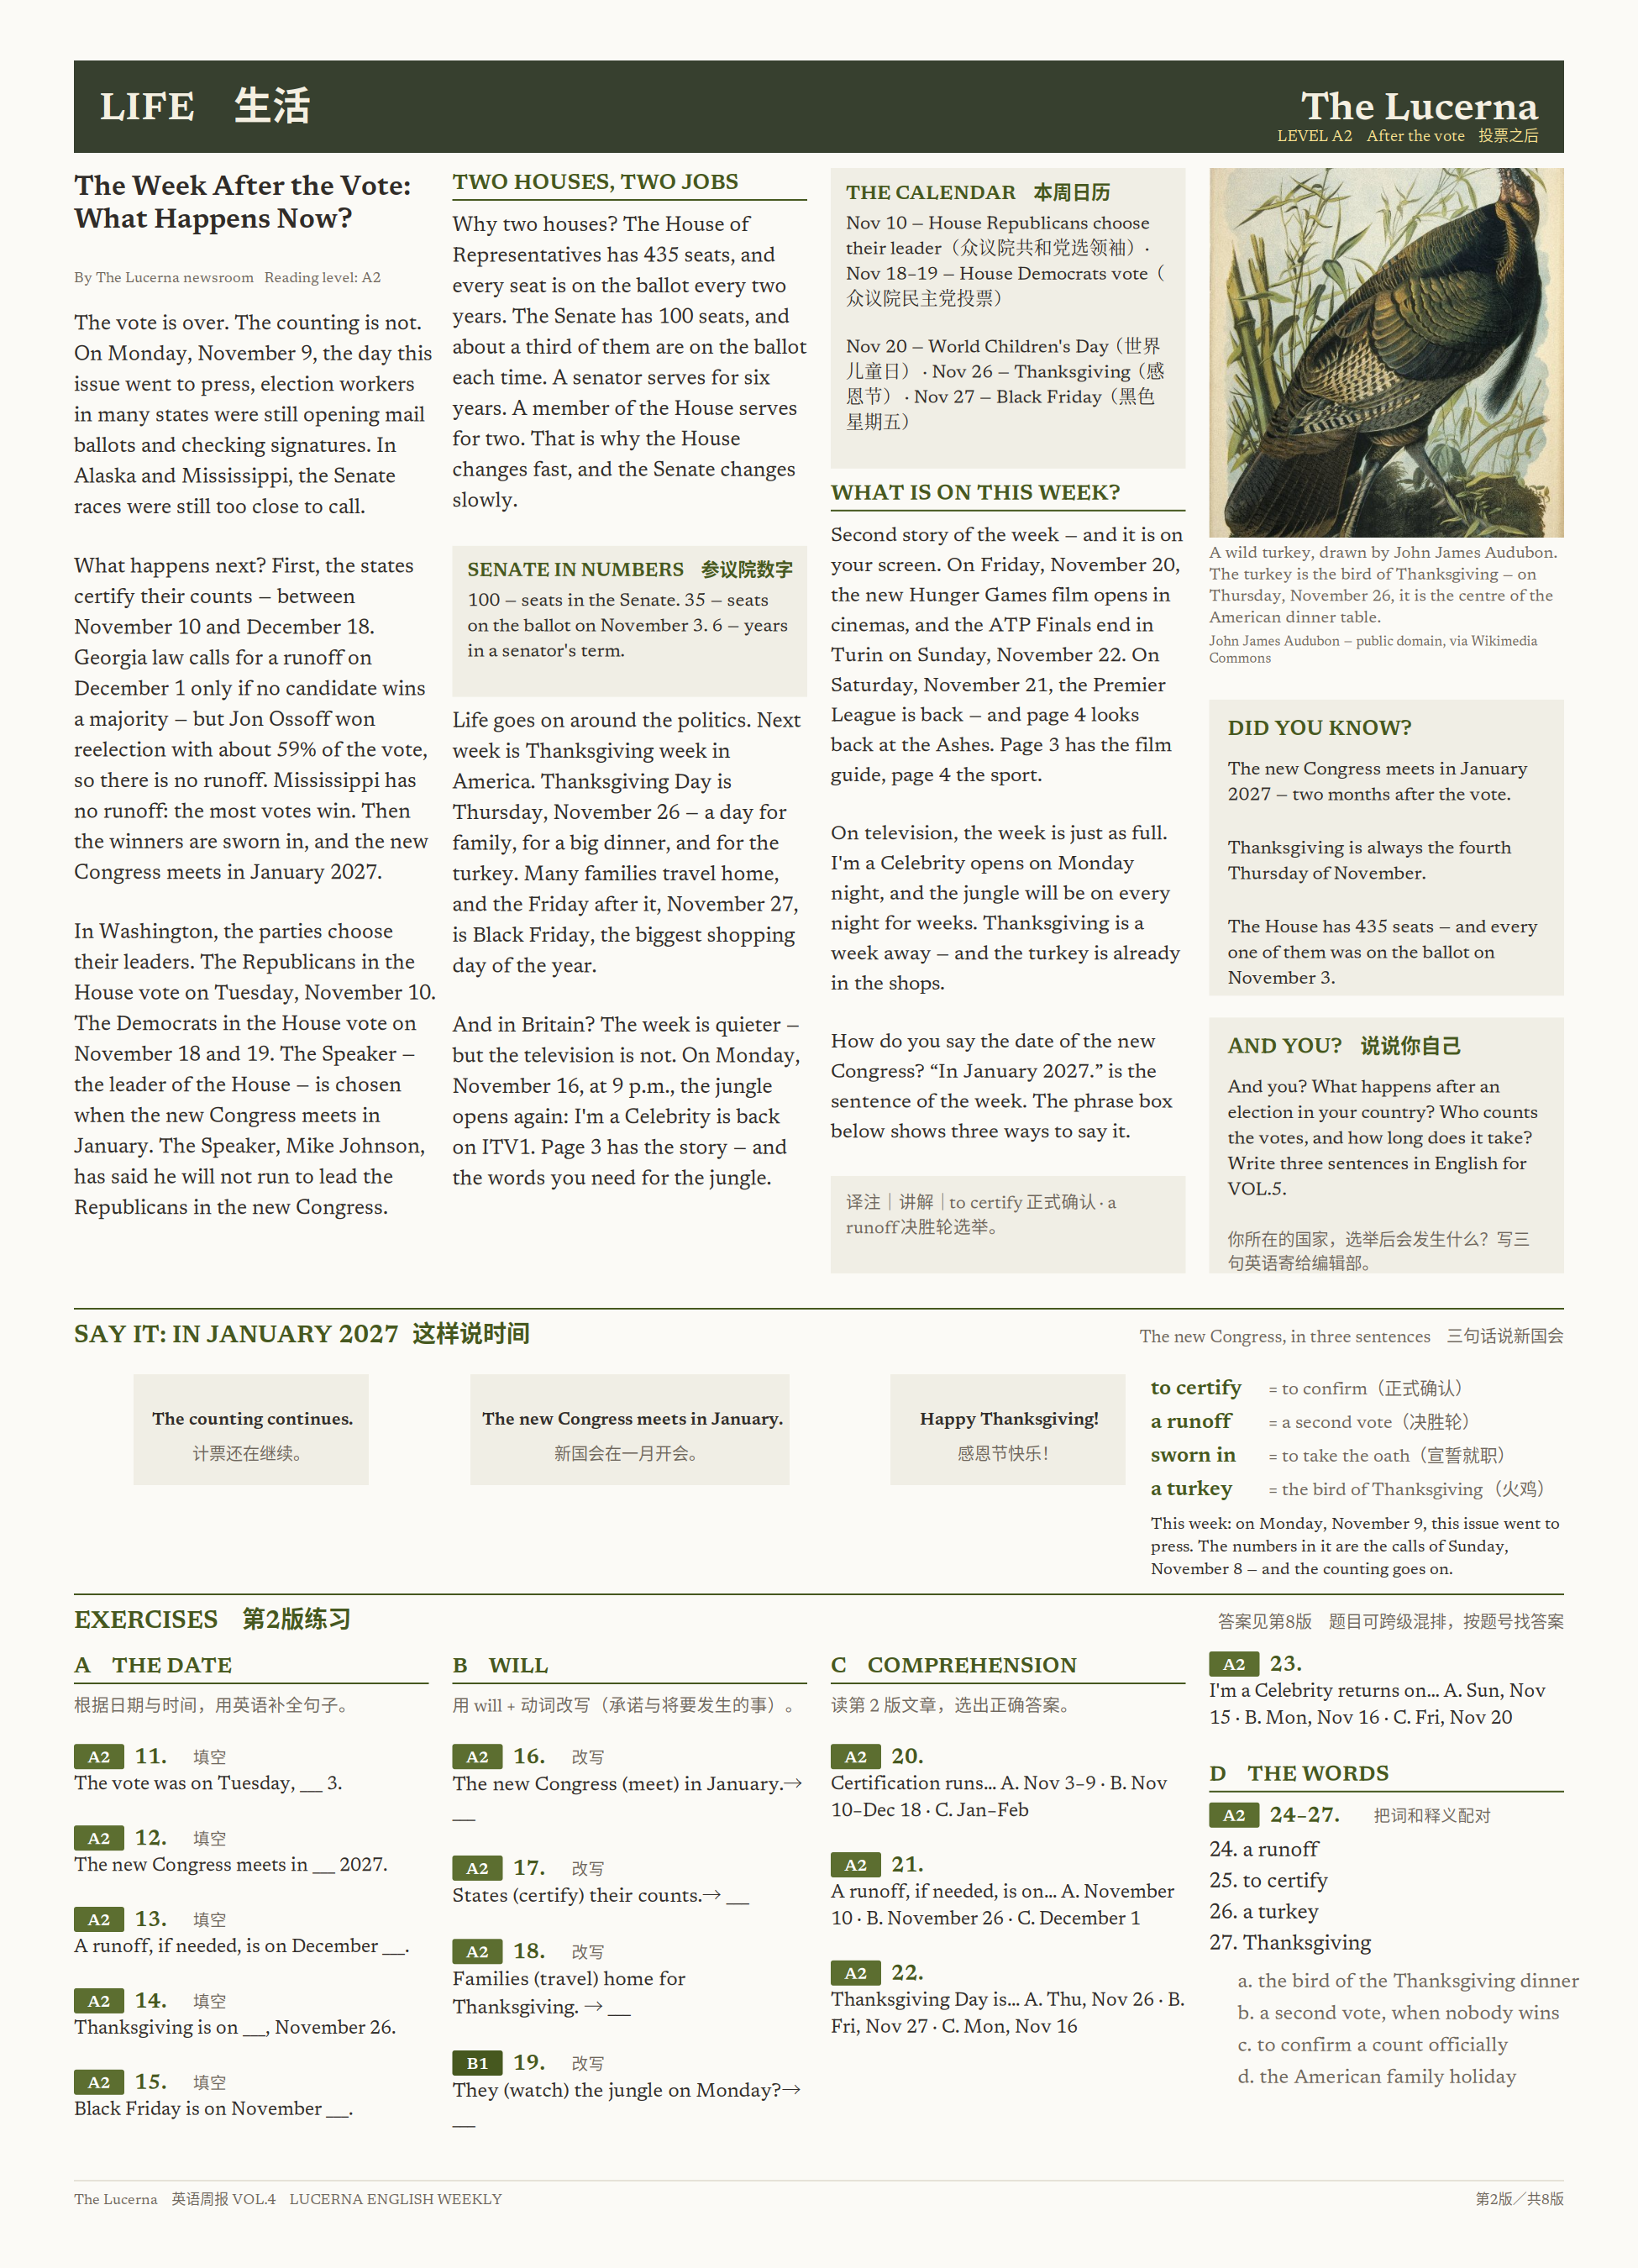 LIFE 生活
The Lucerna
LEVEL A2 After the vote 投票之后
The Week After the Vote:
What Happens Now?
By The Lucerna newsroom Reading level: A2
The vote is over. The counting is not.
On Monday, November 9, the day this
issue went to press, election workers
in many states were still opening mail
ballots and checking signatures. In
Alaska and Mississippi, the Senate
races were still too close to call.
What happens next? First, the states
certify their counts – between
November 10 and December 18.
Georgia law calls for a runoff on
December 1 only if no candidate wins
a majority – but Jon Ossoff won
reelection with about 59% of the vote,
so there is no runoff. Mississippi has
no runoff: the most votes win. Then
the winners are sworn in, and the new
Congress meets in January 2027.
In Washington, the parties choose
their leaders. The Republicans in the
House vote on Tuesday, November 10.
The Democrats in the House vote on
November 18 and 19. The Speaker –
the leader of the House – is chosen
when the new Congress meets in
January. The Speaker, Mike Johnson,
has said he will not run to lead the
Republicans in the new Congress.
TWO HOUSES, TWO JOBS
Why two houses? The House of
Representatives has 435 seats, and
every seat is on the ballot every two
years. The Senate has 100 seats, and
about a third of them are on the ballot
each time. A senator serves for six
years. A member of the House serves
for two. That is why the House
changes fast, and the Senate changes
slowly.
SENATE IN NUMBERS 参议院数字
100 – seats in the Senate. 35 – seats
on the ballot on November 3. 6 – years
in a senator's term.
Life goes on around the politics. Next
week is Thanksgiving week in
America. Thanksgiving Day is
Thursday, November 26 – a day for
family, for a big dinner, and for the
turkey. Many families travel home,
and the Friday after it, November 27,
is Black Friday, the biggest shopping
day of the year.
And in Britain? The week is quieter –
but the television is not. On Monday,
November 16, at 9 p.m., the jungle
opens again: I'm a Celebrity is back
on ITV1. Page 3 has the story – and
the words you need for the jungle.
THE CALENDAR 本周日历
Nov 10 – House Republicans choose
their leader（众议院共和党选领袖）·
Nov 18–19 – House Democrats vote（
众议院民主党投票）
Nov 20 – World Children's Day（世界
儿童日）· Nov 26 – Thanksgiving（感
恩节）· Nov 27 – Black Friday（黑色
星期五）
WHAT IS ON THIS WEEK?
Second story of the week – and it is on
your screen. On Friday, November 20,
the new Hunger Games film opens in
cinemas, and the ATP Finals end in
Turin on Sunday, November 22. On
Saturday, November 21, the Premier
League is back – and page 4 looks
back at the Ashes. Page 3 has the film
guide, page 4 the sport.
On television, the week is just as full.
I'm a Celebrity opens on Monday
night, and the jungle will be on every
night for weeks. Thanksgiving is a
week away – and the turkey is already
in the shops.
How do you say the date of the new
Congress? “In January 2027.” is the
sentence of the week. The phrase box
below shows three ways to say it.
译注｜讲解｜to certify 正式确认 · a
runoff 决胜轮选举。
A wild turkey, drawn by John James Audubon.
The turkey is the bird of Thanksgiving – on
Thursday, November 26, it is the centre of the
American dinner table.
John James Audubon – public domain, via Wikimedia
Commons
DID YOU KNOW?
The new Congress meets in January
2027 – two months after the vote.
Thanksgiving is always the fourth
Thursday of November.
The House has 435 seats – and every
one of them was on the ballot on
November 3.
AND YOU? 说说你自己
And you? What happens after an
election in your country? Who counts
the votes, and how long does it take?
Write three sentences in English for
VOL.5.
你所在的国家，选举后会发生什么？写三
句英语寄给编辑部。
SAY IT: IN JANUARY 2027 这样说时间
The new Congress, in three sentences 三句话说新国会
The counting continues.
计票还在继续。
The new Congress meets in January.
新国会在一月开会。
Happy Thanksgiving!
感恩节快乐！
to certify = to confirm（正式确认）
a runoff = a second vote（决胜轮）
sworn in = to take the oath（宣誓就职）
a turkey = the bird of Thanksgiving（火鸡）
This week: on Monday, November 9, this issue went to
press. The numbers in it are the calls of Sunday,
November 8 – and the counting goes on.
EXERCISES 第2版练习
答案见第8版 题目可跨级混排，按题号找答案
A THE DATE
根据日期与时间，用英语补全句子。
A2 11. 填空
The vote was on Tuesday, __ 3.
A2 12. 填空
The new Congress meets in __ 2027.
A2 13. 填空
A runoff, if needed, is on December __.
A2 14. 填空
Thanksgiving is on __, November 26.
A2 15. 填空
Black Friday is on November __.
B WILL
用 will + 动词改写（承诺与将要发生的事）。
A2 16. 改写
The new Congress (meet) in January.→
__
A2 17. 改写
States (certify) their counts.→ __
A2 18. 改写
Families (travel) home for
Thanksgiving. → __
B1 19. 改写
They (watch) the jungle on Monday?→
__
C COMPREHENSION
读第 2 版文章，选出正确答案。
A2 20.
Certification runs... A. Nov 3–9 · B. Nov
10–Dec 18 · C. Jan–Feb
A2 21.
A runoff, if needed, is on... A. November
10 · B. November 26 · C. December 1
A2 22.
Thanksgiving Day is... A. Thu, Nov 26 · B.
Fri, Nov 27 · C. Mon, Nov 16
A2 23.
I'm a Celebrity returns on... A. Sun, Nov
15 · B. Mon, Nov 16 · C. Fri, Nov 20
D THE WORDS
A2 24–27. 把词和释义配对
24. a runoff
25. to certify
26. a turkey
27. Thanksgiving
a. the bird of the Thanksgiving dinner
b. a second vote, when nobody wins
c. to confirm a count officially
d. the American family holiday
The Lucerna 英语周报 VOL.4 LUCERNA ENGLISH WEEKLY
第2版／共8版